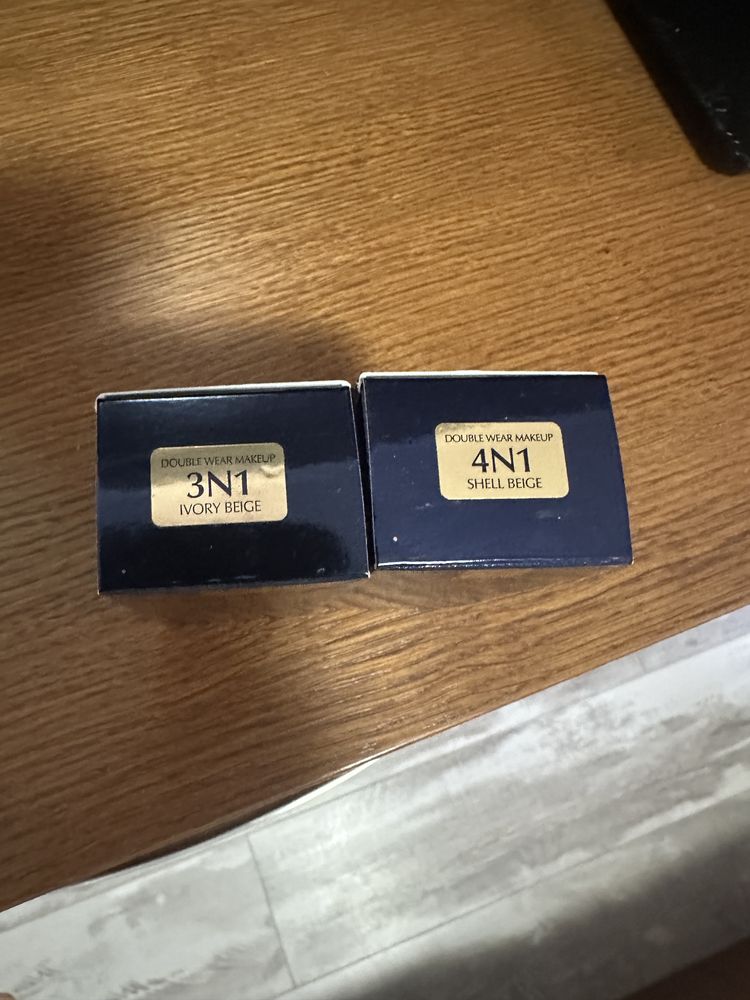 DOUBLE WEAR MAKEUP
3N1
IVORY BEIGE
DOUBLE WEAR MAKEUP
4N1
SHELL BEIGE